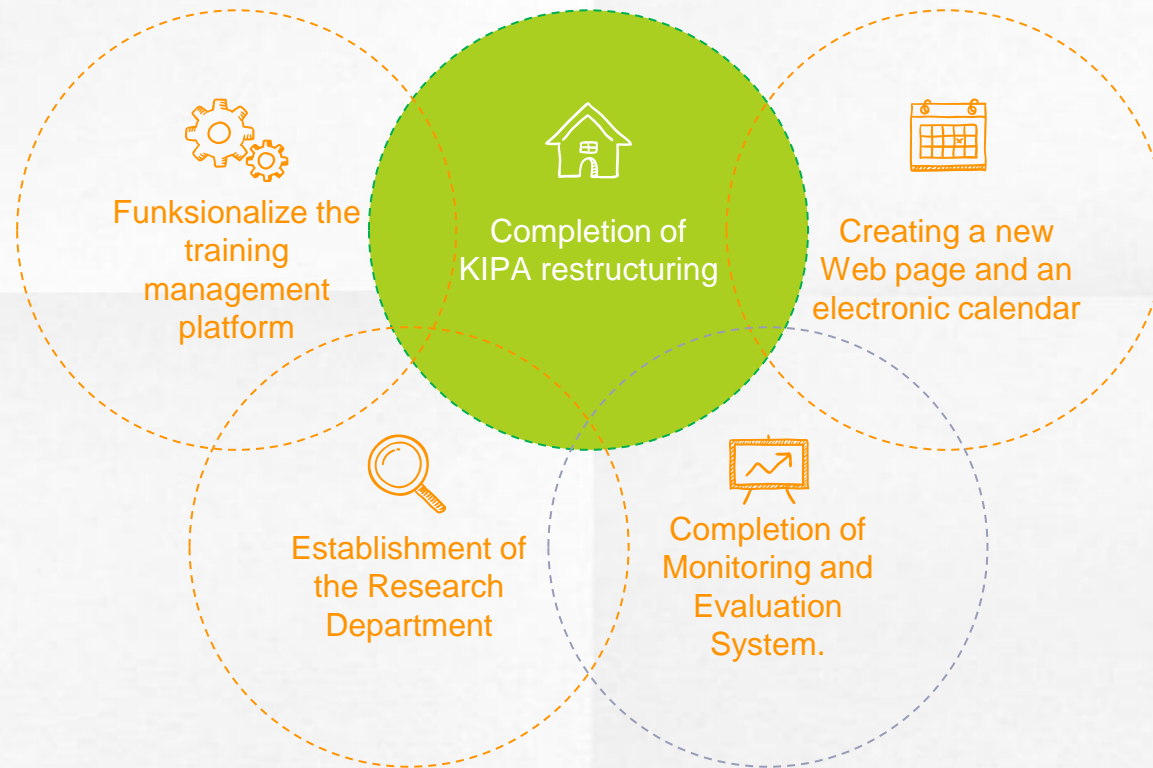 Funksionalize the
training
management
platform
Completion of
KIPA restructuring
Creating a new
Web page and an
electronic calendar
Establishment of
the Research
Department
Completion of
Monitoring and
Evaluation
System.